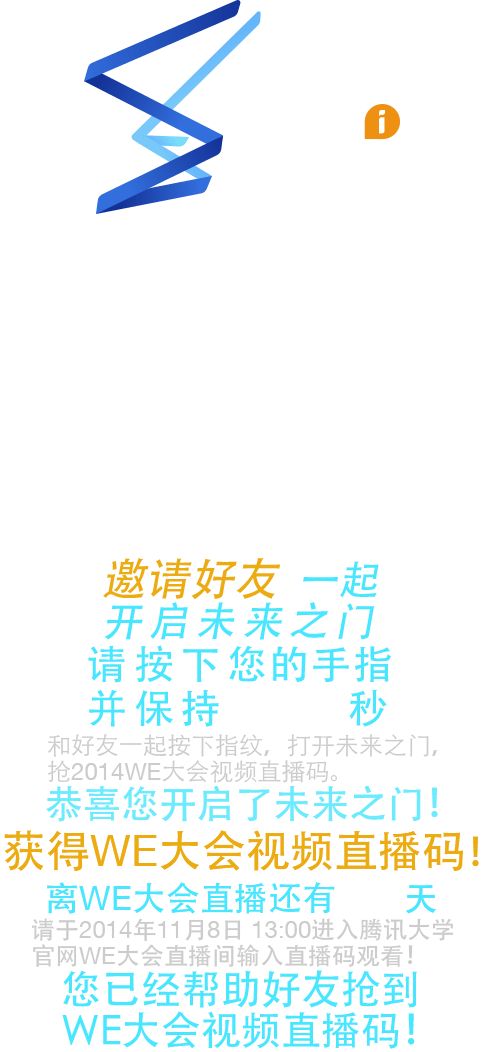 i
邀请好友 一起
开启未来之门
请按下您的手指
并保持 秒
和好友一起按下指纹，打开未来之门，
抢2014WE大会视频直播码。
恭喜您开启了未来之门！
获得WE大会视频直播码！
离WE大会直播还有 天
请于2014年11月8日 13:00进入腾讯大学
官网WE大会直播间输入直播码观看！
您已经帮助好友抢到
WE大会视频直播码！